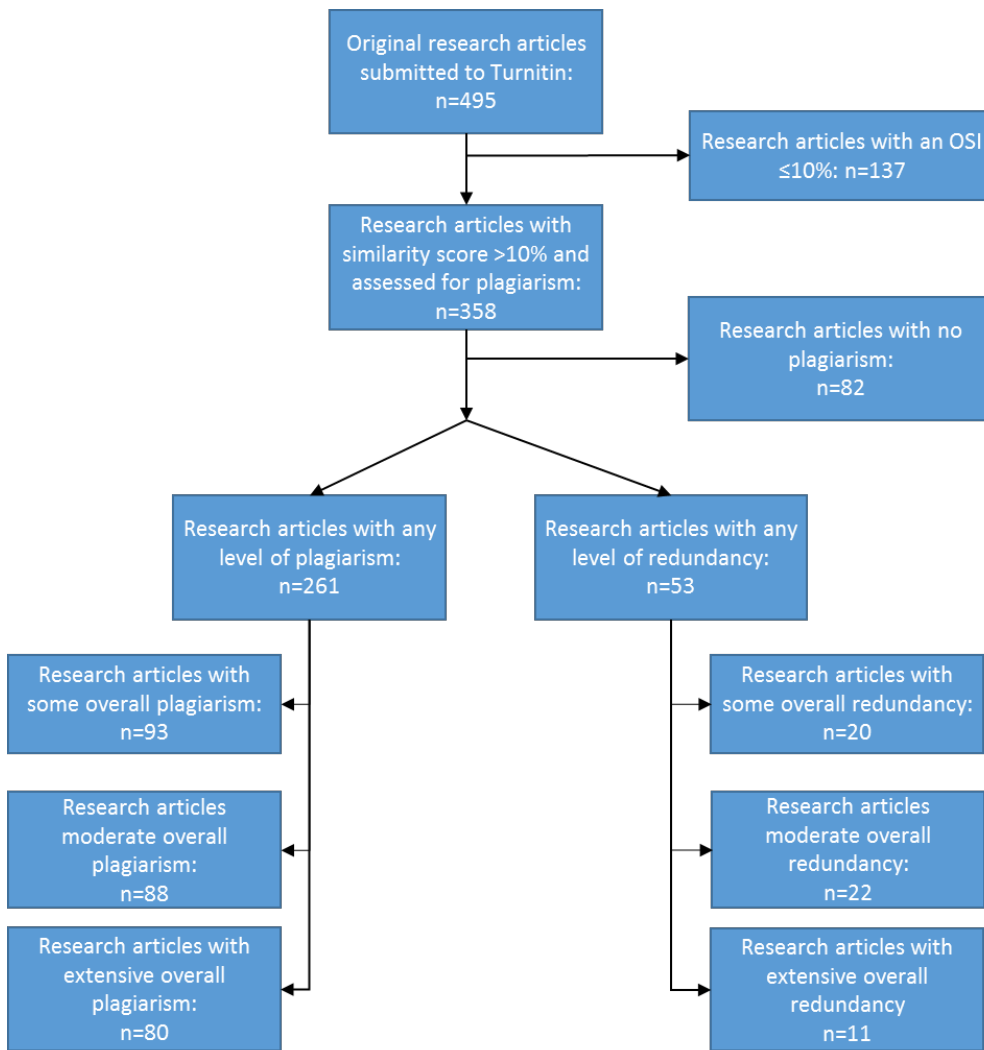 Original research articles
submitted to Turnitin:
n=495
Research articles with an OSI
≤10%: n=137
Research articles with
similarity score >10% and
assessed for plagiarism:
n=358
Research articles with no
plagiarism:
n=82
Research articles with any
level of plagiarism:
n=261
Research articles with any
level of redundancy:
n=53
Research articles with
some overall plagiarism:
n=93
Research articles with
some overall redundancy:
n=20
Research articles
moderate overall
plagiarism:
n=88
Research articles
moderate overall
redundancy:
n=22
Research articles with
extensive overall
plagiarism:
n=80
Research articles with
extensive overall
redundancy
n=11